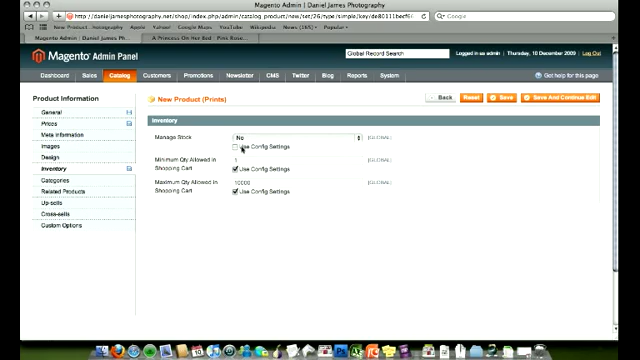 Magento Admin | Daniel James Photography
http://danieljamesphotography.net/shop/index.php/admin/catalog_product/new/set/26/type/simple/key/de80111becf66
Google
New Photography...
Google Maps YouTube Wikipedia News (165) Popular
Magento Admin | Daniel James Ph...
A Princess On Her Bed - Pink Rose...
Magento Admin Panel
Global Record Search
Logged in as admin | Thursday, 10 December 2009 | Log Out
Dashboard Sales Catalog Customers Promotions Newsletter CMS Twitter Blog Reports System
Get help for this page
Product Information
General
Prices
Meta Information
Images
Design
Inventory
Categories
Related Products
Up-sells
Cross-sells
Custom Options
New Product (Prints)
Back Reset Save Save And Continue Edit
Inventory
Manage Stock No [GLOBAL]
Use Config Settings
Minimum Qty Allowed in Shopping Cart 1 [GLOBAL]
Use Config Settings
Maximum Qty Allowed in Shopping Cart 10000 [GLOBAL]
Use Config Settings